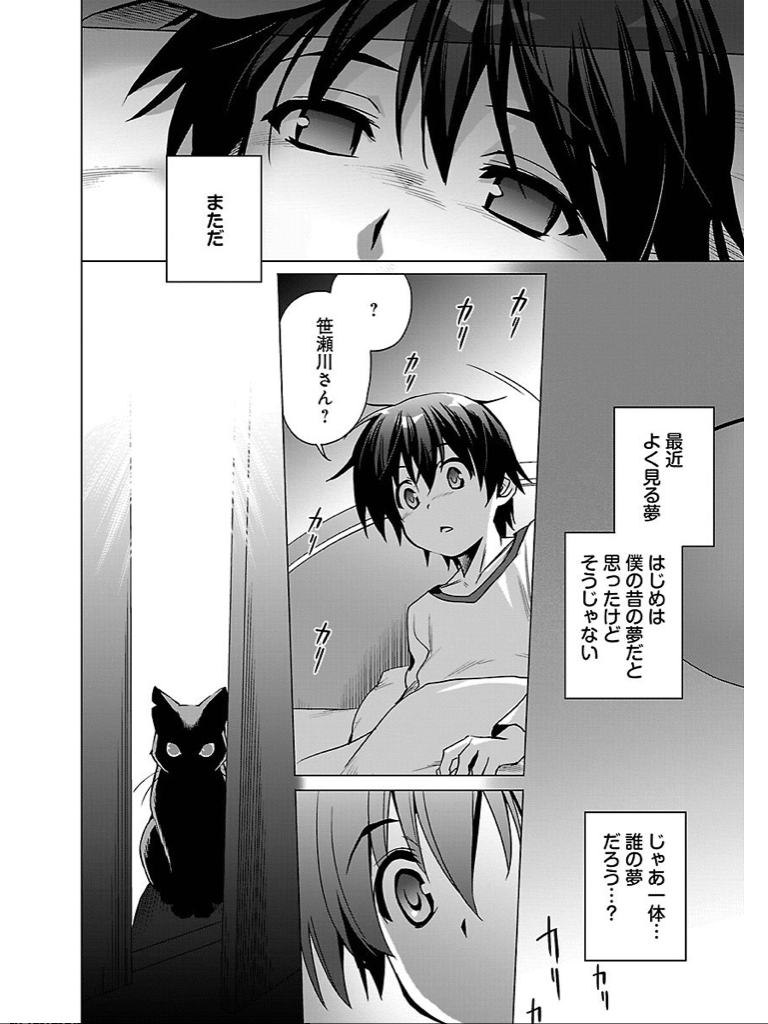 まただ
最近
よく見る夢
はじめは
僕の昔の夢だと
思ったけど
そうじゃない
じゃあ一体…
誰の夢
だろう…?
カリ
カリ
カリ
?
笹瀬川さん?
カリ
カリ
カリ
カリ
カリ